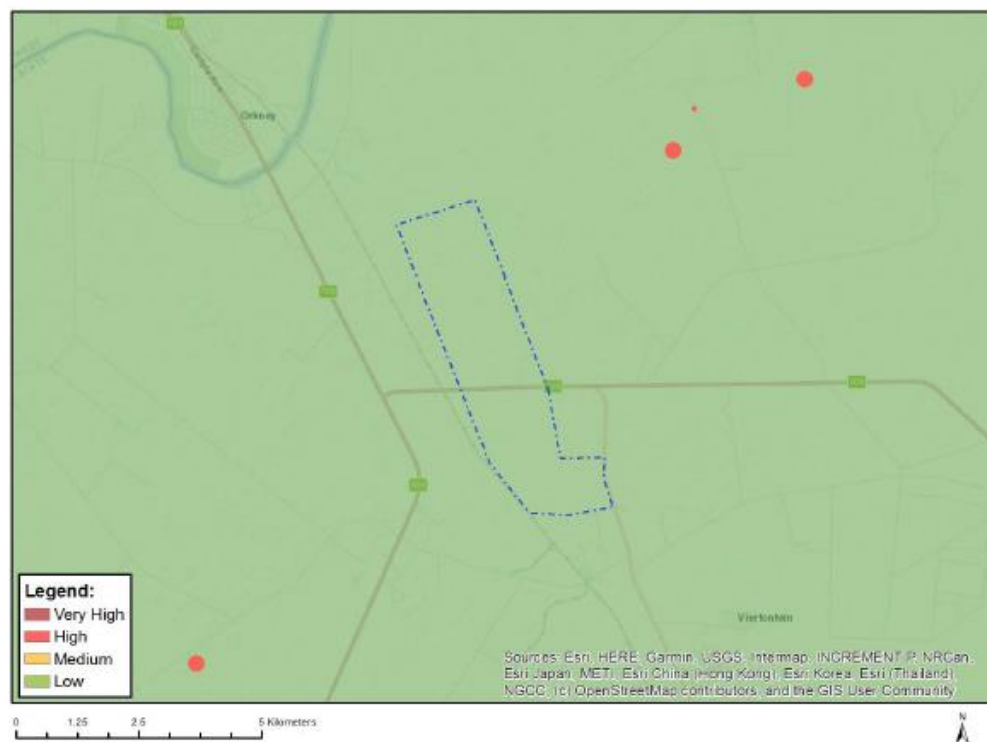 Orkney
Vierfontein
Legend:
Very High
High
Medium
Low
Sources: Esri, HERE, Garmin, USGS, Intermap, INCREMENT P, NRCan,
Esri Japan, METI, Esri China (Hong Kong), Esri Korea, Esri (Thailand),
NGCC, (c) OpenStreetMap contributors, and the GIS User Community
0 1.25 2.5 5 Kilometers
N